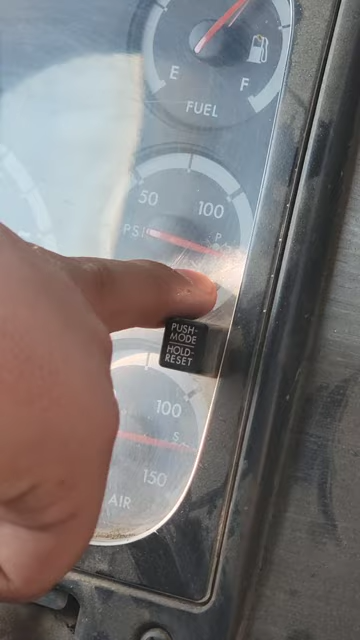 E F
FUEL
50 100
PSI P
PUSH-
MODE
HOLD-
RESET
100
S
150
AIR